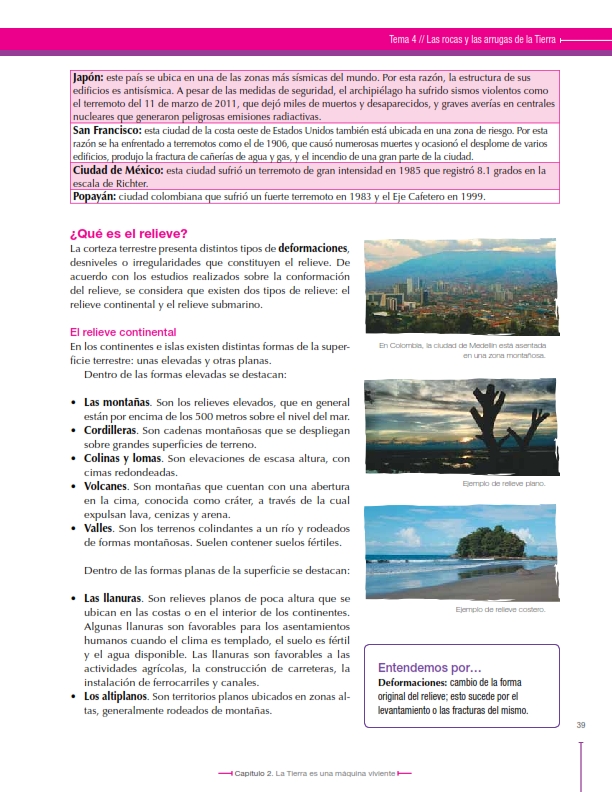 Tema 4 // Las rocas y las arrugas de la Tierra
Japón: este país se ubica en una de las zonas más sísmicas del mundo. Por esta razón, la estructura de sus
edificios es antisísmica. A pesar de las medidas de seguridad, el archipiélago ha sufrido sismos violentos como
el terremoto del 11 de marzo de 2011, que dejó miles de muertos y desaparecidos, y graves averías en centrales
nucleares que generaron peligrosas emisiones radiactivas.
San Francisco: esta ciudad de la costa oeste de Estados Unidos también está ubicada en una zona de riesgo. Por esta
razón se ha enfrentado a terremotos como el de 1906, que causó numerosas muertes y ocasionó el desplome de varios
edificios, produjo la fractura de cañerías de agua y gas, y el incendio de una gran parte de la ciudad.
Ciudad de México: esta ciudad sufrió un terremoto de gran intensidad en 1985 que registró 8.1 grados en la
escala de Richter.
Popayán: ciudad colombiana que sufrió un fuerte terremoto en 1983 y el Eje Cafetero en 1999.
¿Qué es el relieve?
La corteza terrestre presenta distintos tipos de deformaciones,
desniveles o irregularidades que constituyen el relieve. De
acuerdo con los estudios realizados sobre la conformación
del relieve, se considera que existen dos tipos de relieve: el
relieve continental y el relieve submarino.
El relieve continental
En los continentes e islas existen distintas formas de la super-
ficie terrestre: unas elevadas y otras planas.
Dentro de las formas elevadas se destacan:
• Las montañas. Son los relieves elevados, que en general
están por encima de los 500 metros sobre el nivel del mar.
• Cordilleras. Son cadenas montañosas que se despliegan
sobre grandes superficies de terreno.
• Colinas y lomas. Son elevaciones de escasa altura, con
cimas redondeadas.
• Volcanes. Son montañas que cuentan con una abertura
en la cima, conocida como cráter, a través de la cual
expulsan lava, cenizas y arena.
• Valles. Son los terrenos colindantes a un río y rodeados
de formas montañosas. Suelen contener suelos fértiles.
Dentro de las formas planas de la superficie se destacan:
• Las llanuras. Son relieves planos de poca altura que se
ubican en las costas o en el interior de los continentes.
Algunas llanuras son favorables para los asentamientos
humanos cuando el clima es templado, el suelo es fértil
y el agua disponible. Las llanuras son favorables a las
actividades agrícolas, la construcción de carreteras, la
instalación de ferrocarriles y canales.
• Los altiplanos. Son territorios planos ubicados en zonas al-
tas, generalmente rodeados de montañas.
En Colombia, la ciudad de Medellín está asentada
en una zona montañosa.
Ejemplo de relieve plano.
Ejemplo de relieve costero.
Entendemos por...
Deformaciones: cambio de la forma
original del relieve; esto sucede por el
levantamiento o las fracturas del mismo.
39
Capítulo 2. La Tierra es una máquina viviente